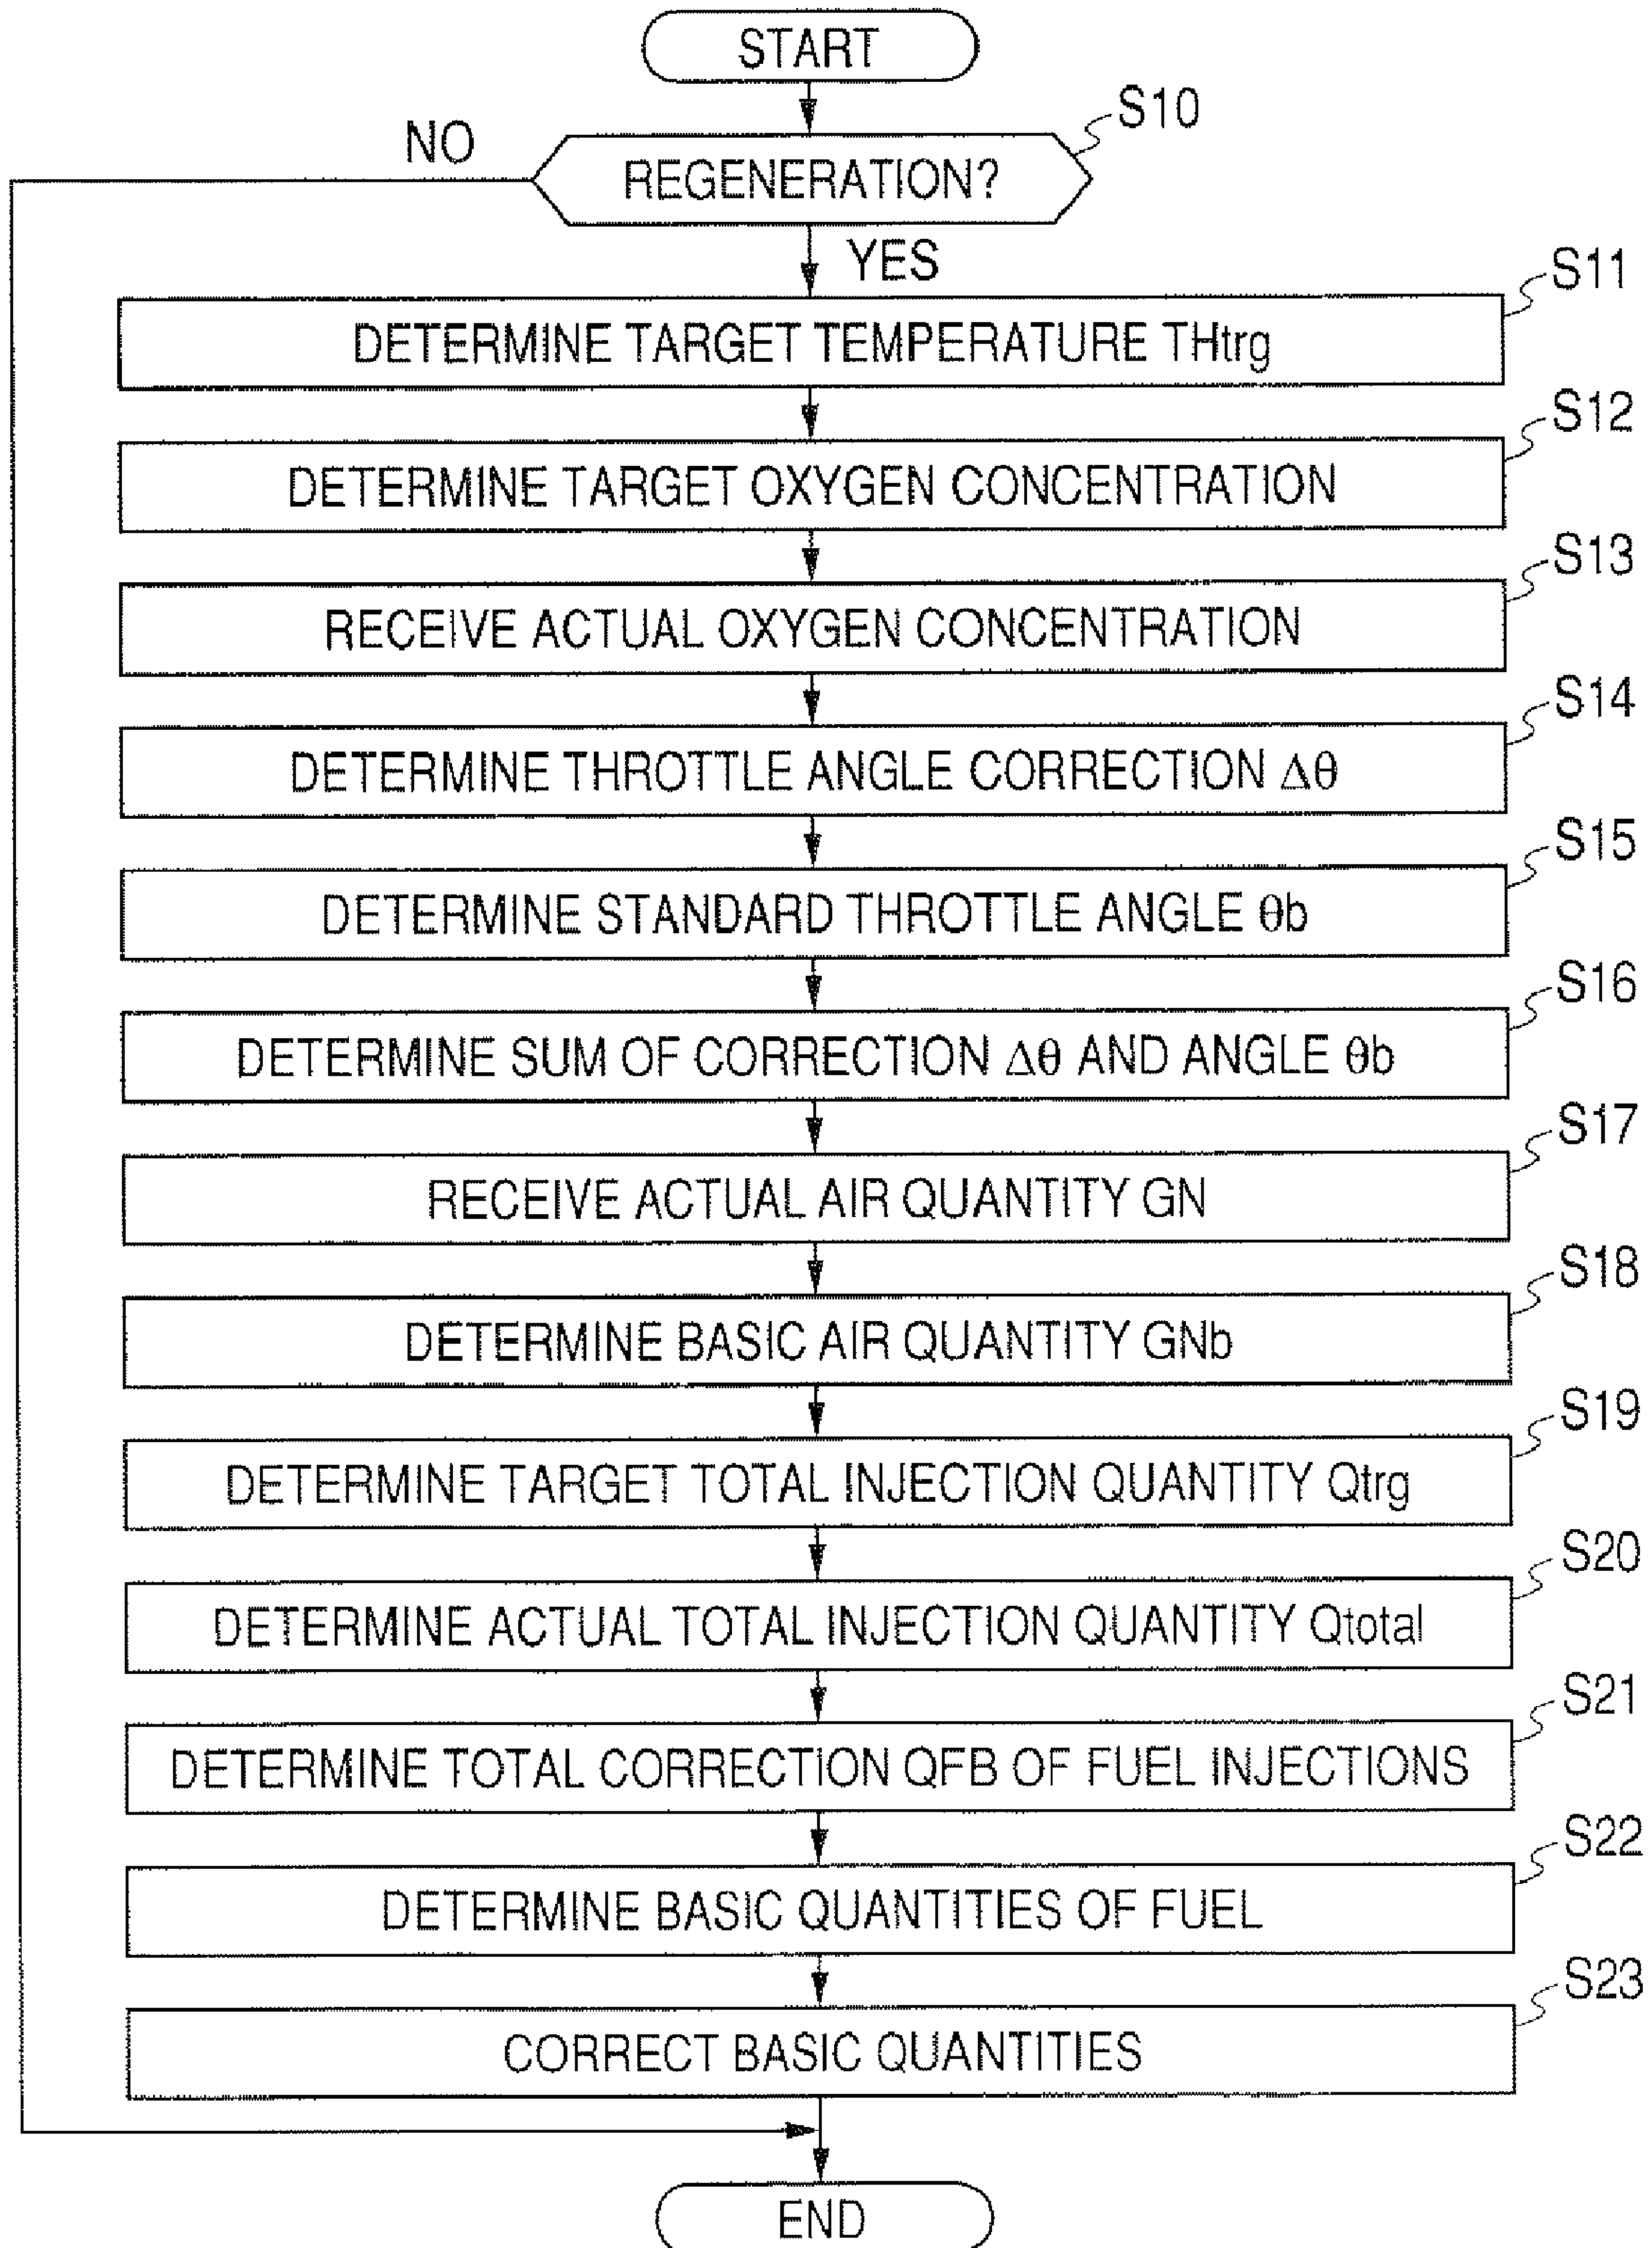 START
S10
NO
REGENERATION?
YES
S11
DETERMINE TARGET TEMPERATURE THtrg
S12
DETERMINE TARGET OXYGEN CONCENTRATION
S13
RECEIVE ACTUAL OXYGEN CONCENTRATION
S14
DETERMINE THROTTLE ANGLE CORRECTION Δθ
S15
DETERMINE STANDARD THROTTLE ANGLE θb
S16
DETERMINE SUM OF CORRECTION Δθ AND ANGLE θb
S17
RECEIVE ACTUAL AIR QUANTITY GN
S18
DETERMINE BASIC AIR QUANTITY GNb
S19
DETERMINE TARGET TOTAL INJECTION QUANTITY Qtrg
S20
DETERMINE ACTUAL TOTAL INJECTION QUANTITY Qtotal
S21
DETERMINE TOTAL CORRECTION QFB OF FUEL INJECTIONS
S22
DETERMINE BASIC QUANTITIES OF FUEL
S23
CORRECT BASIC QUANTITIES
END